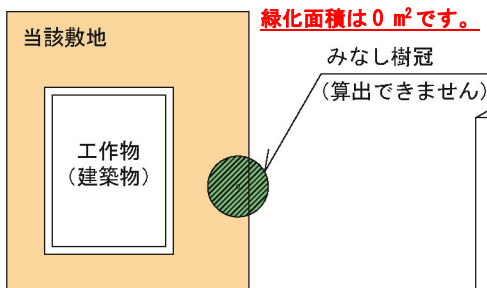 緑化面積は0 m²です。
当該敷地
みなし樹冠
(算出できません)
工作物
(建築物)